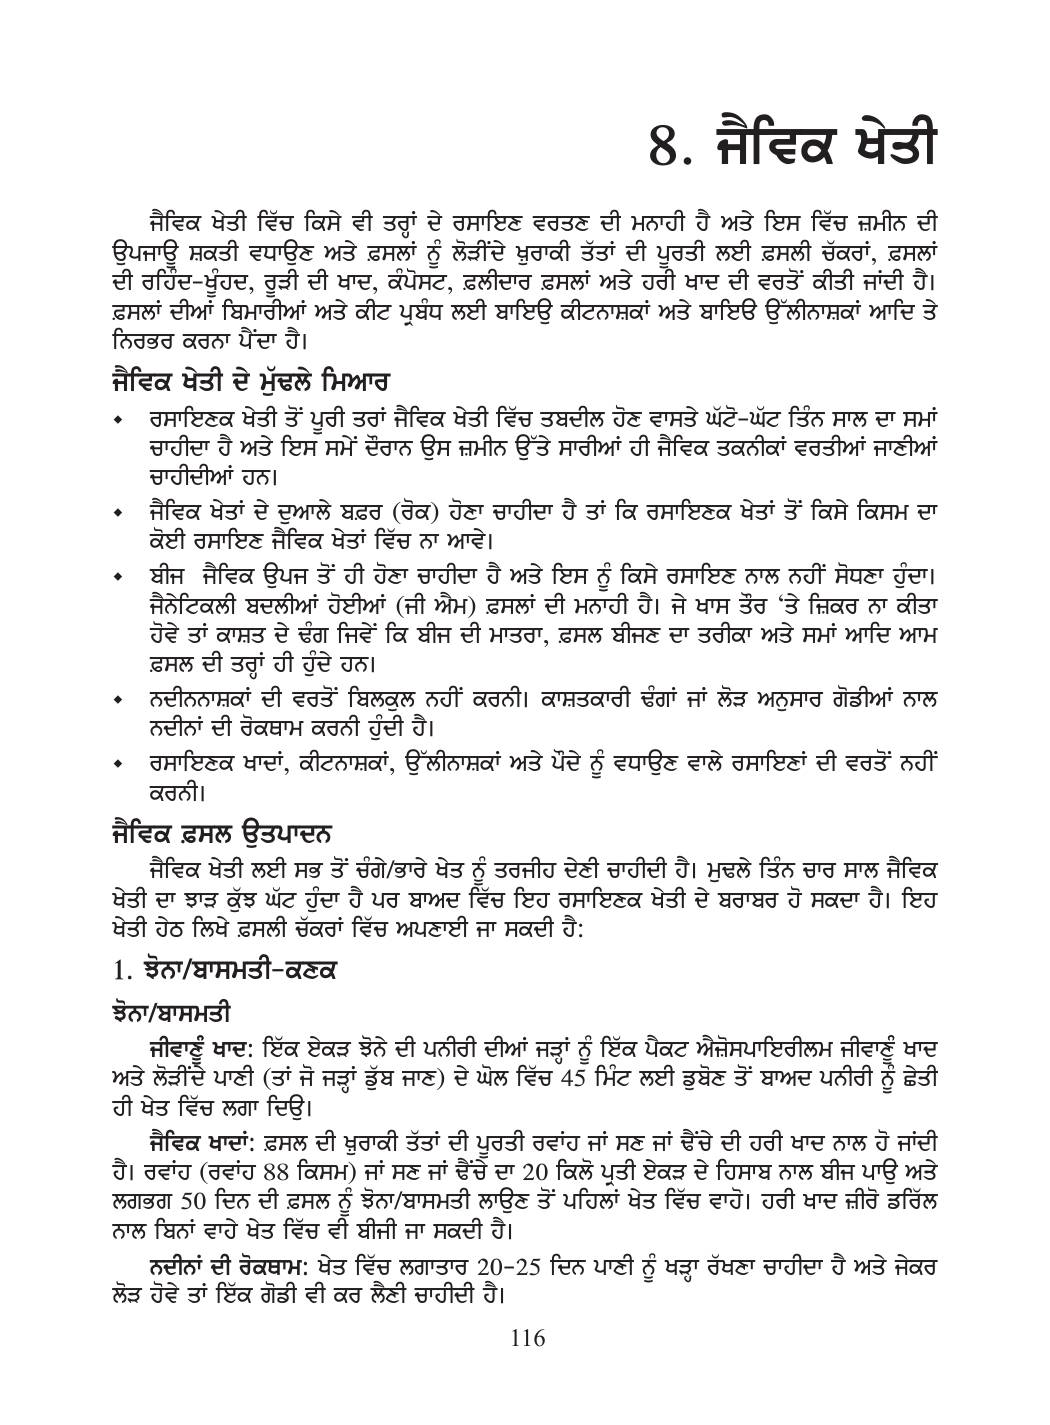 8. ਜੈਵਿਕ ਖੇਤੀ
ਜੈਵਿਕ ਖੇਤੀ ਵਿੱਚ ਕਿਸੇ ਵੀ ਤਰ੍ਹਾਂ ਦੇ ਰਸਾਇਣ ਵਰਤਣ ਦੀ ਮਨਾਹੀ ਹੈ ਅਤੇ ਇਸ ਵਿੱਚ ਜ਼ਮੀਨ ਦੀ
ਉਪਜਾਊ ਸ਼ਕਤੀ ਵਧਾਉਣ ਅਤੇ ਫ਼ਸਲਾਂ ਨੂੰ ਲੋੜੀਂਦੇ ਖ਼ੁਰਾਕੀ ਤੱਤਾਂ ਦੀ ਪੂਰਤੀ ਲਈ ਫ਼ਸਲੀ ਚੱਕਰਾਂ, ਫ਼ਸਲਾਂ
ਦੀ ਰਹਿੰਦ-ਖੂੰਹਦ, ਰੂੜੀ ਦੀ ਖਾਦ, ਕੰਪੋਸਟ, ਫ਼ਲੀਦਾਰ ਫ਼ਸਲਾਂ ਅਤੇ ਹਰੀ ਖਾਦ ਦੀ ਵਰਤੋਂ ਕੀਤੀ ਜਾਂਦੀ ਹੈ।
ਫ਼ਸਲਾਂ ਦੀਆਂ ਬਿਮਾਰੀਆਂ ਅਤੇ ਕੀਟ ਪ੍ਰਬੰਧ ਲਈ ਬਾਇਉ ਕੀਟਨਾਸ਼ਕਾਂ ਅਤੇ ਬਾਇੳ ਉੱਲੀਨਾਸ਼ਕਾਂ ਆਦਿ ਤੇ
ਨਿਰਭਰ ਕਰਨਾ ਪੈਂਦਾ ਹੈ।
ਜੈਵਿਕ ਖੇਤੀ ਦੇ ਮੁੱਢਲੇ ਮਿਆਰ
⬥ ਰਸਾਇਣਕ ਖੇਤੀ ਤੋਂ ਪੂਰੀ ਤਰਾਂ ਜੈਵਿਕ ਖੇਤੀ ਵਿੱਚ ਤਬਦੀਲ ਹੋਣ ਵਾਸਤੇ ਘੱਟੋ-ਘੱਟ ਤਿੰਨ ਸਾਲ ਦਾ ਸਮਾਂ
ਚਾਹੀਦਾ ਹੈ ਅਤੇ ਇਸ ਸਮੇਂ ਦੌਰਾਨ ਉਸ ਜ਼ਮੀਨ ਉੱਤੇ ਸਾਰੀਆਂ ਹੀ ਜੈਵਿਕ ਤਕਨੀਕਾਂ ਵਰਤੀਆਂ ਜਾਣੀਆਂ
ਚਾਹੀਦੀਆਂ ਹਨ।
⬥ ਜੈਵਿਕ ਖੇਤਾਂ ਦੇ ਦੁਆਲੇ ਬਫ਼ਰ (ਰੋਕ) ਹੋਣਾ ਚਾਹੀਦਾ ਹੈ ਤਾਂ ਕਿ ਰਸਾਇਣਕ ਖੇਤਾਂ ਤੋਂ ਕਿਸੇ ਕਿਸਮ ਦਾ
ਕੋਈ ਰਸਾਇਣ ਜੈਵਿਕ ਖੇਤਾਂ ਵਿੱਚ ਨਾ ਆਵੇ।
⬥ ਬੀਜ ਜੈਵਿਕ ਉਪਜ ਤੋਂ ਹੀ ਹੋਣਾ ਚਾਹੀਦਾ ਹੈ ਅਤੇ ਇਸ ਨੂੰ ਕਿਸੇ ਰਸਾਇਣ ਨਾਲ ਨਹੀਂ ਸੋਧਣਾ ਹੁੰਦਾ।
ਜੈਨੇਟਿਕਲੀ ਬਦਲੀਆਂ ਹੋਈਆਂ (ਜੀ ਐਮ) ਫ਼ਸਲਾਂ ਦੀ ਮਨਾਹੀ ਹੈ। ਜੇ ਖਾਸ ਤੌਰ ‘ਤੇ ਜ਼ਿਕਰ ਨਾ ਕੀਤਾ
ਹੋਵੇ ਤਾਂ ਕਾਸ਼ਤ ਦੇ ਢੰਗ ਜਿਵੇਂ ਕਿ ਬੀਜ ਦੀ ਮਾਤਰਾ, ਫ਼ਸਲ ਬੀਜਣ ਦਾ ਤਰੀਕਾ ਅਤੇ ਸਮਾਂ ਆਦਿ ਆਮ
ਫ਼ਸਲ ਦੀ ਤਰ੍ਹਾਂ ਹੀ ਹੁੰਦੇ ਹਨ।
⬥ ਨਦੀਨਨਾਸ਼ਕਾਂ ਦੀ ਵਰਤੋਂ ਬਿਲਕੁਲ ਨਹੀਂ ਕਰਨੀ। ਕਾਸ਼ਤਕਾਰੀ ਢੰਗਾਂ ਜਾਂ ਲੋੜ ਅਨੁਸਾਰ ਗੋਡੀਆਂ ਨਾਲ
ਨਦੀਨਾਂ ਦੀ ਰੋਕਥਾਮ ਕਰਨੀ ਹੁੰਦੀ ਹੈ।
⬥ ਰਸਾਇਣਕ ਖਾਦਾਂ, ਕੀਟਨਾਸ਼ਕਾਂ, ਉੱਲੀਨਾਸ਼ਕਾਂ ਅਤੇ ਪੌਦੇ ਨੂੰ ਵਧਾਉਣ ਵਾਲੇ ਰਸਾਇਣਾਂ ਦੀ ਵਰਤੋਂ ਨਹੀਂ
ਕਰਨੀ।
ਜੈਵਿਕ ਫ਼ਸਲ ਉਤਪਾਦਨ
ਜੈਵਿਕ ਖੇਤੀ ਲਈ ਸਭ ਤੋਂ ਚੰਗੇ/ਭਾਰੇ ਖੇਤ ਨੂੰ ਤਰਜੀਹ ਦੇਣੀ ਚਾਹੀਦੀ ਹੈ। ਮੁਢਲੇ ਤਿੰਨ ਚਾਰ ਸਾਲ ਜੈਵਿਕ
ਖੇਤੀ ਦਾ ਝਾੜ ਕੁੱਝ ਘੱਟ ਹੁੰਦਾ ਹੈ ਪਰ ਬਾਅਦ ਵਿੱਚ ਇਹ ਰਸਾਇਣਕ ਖੇਤੀ ਦੇ ਬਰਾਬਰ ਹੋ ਸਕਦਾ ਹੈ। ਇਹ
ਖੇਤੀ ਹੇਠ ਲਿਖੇ ਫ਼ਸਲੀ ਚੱਕਰਾਂ ਵਿੱਚ ਅਪਣਾਈ ਜਾ ਸਕਦੀ ਹੈ:
1. ਝੋਨਾ/ਬਾਸਮਤੀ-ਕਣਕ
ਝੋਨਾ/ਬਾਸਮਤੀ
ਜੀਵਾਣੂੰ ਖਾਦ: ਇੱਕ ਏਕੜ ਝੋਨੇ ਦੀ ਪਨੀਰੀ ਦੀਆਂ ਜੜ੍ਹਾਂ ਨੂੰ ਇੱਕ ਪੈਕਟ ਐਜ਼ੋਸਪਾਇਰੀਲਮ ਜੀਵਾਣੂੰ ਖਾਦ
ਅਤੇ ਲੋੜੀਂਦੇ ਪਾਣੀ (ਤਾਂ ਜੋ ਜੜ੍ਹਾਂ ਡੁੱਬ ਜਾਣ) ਦੇ ਘੋਲ ਵਿੱਚ 45 ਮਿੰਟ ਲਈ ਡੁਬੋਣ ਤੋਂ ਬਾਅਦ ਪਨੀਰੀ ਨੂੰ ਛੇਤੀ
ਹੀ ਖੇਤ ਵਿੱਚ ਲਗਾ ਦਿਉ।
ਜੈਵਿਕ ਖਾਦਾਂ: ਫ਼ਸਲ ਦੀ ਖ਼ੁਰਾਕੀ ਤੱਤਾਂ ਦੀ ਪੂਰਤੀ ਰਵਾਂਹ ਜਾਂ ਸਣ ਜਾਂ ਢੈਂਚੇ ਦੀ ਹਰੀ ਖਾਦ ਨਾਲ ਹੋ ਜਾਂਦੀ
ਹੈ। ਰਵਾਂਹ (ਰਵਾਂਹ 88 ਕਿਸਮ) ਜਾਂ ਸਣ ਜਾਂ ਢੈਂਚੇ ਦਾ 20 ਕਿਲੋ ਪ੍ਰਤੀ ਏਕੜ ਦੇ ਹਿਸਾਬ ਨਾਲ ਬੀਜ ਪਾਉ ਅਤੇ
ਲਗਭਗ 50 ਦਿਨ ਦੀ ਫ਼ਸਲ ਨੂੰ ਝੋਨਾ/ਬਾਸਮਤੀ ਲਾਉਣ ਤੋਂ ਪਹਿਲਾਂ ਖੇਤ ਵਿੱਚ ਵਾਹੋ। ਹਰੀ ਖਾਦ ਜ਼ੀਰੋ ਡਰਿੱਲ
ਨਾਲ ਬਿਨਾਂ ਵਾਹੇ ਖੇਤ ਵਿੱਚ ਵੀ ਬੀਜੀ ਜਾ ਸਕਦੀ ਹੈ।
ਨਦੀਨਾਂ ਦੀ ਰੋਕਥਾਮ: ਖੇਤ ਵਿੱਚ ਲਗਾਤਾਰ 20-25 ਦਿਨ ਪਾਣੀ ਨੂੰ ਖੜ੍ਹਾ ਰੱਖਣਾ ਚਾਹੀਦਾ ਹੈ ਅਤੇ ਜੇਕਰ
ਲੋੜ ਹੋਵੇ ਤਾਂ ਇੱਕ ਗੋਡੀ ਵੀ ਕਰ ਲੈਣੀ ਚਾਹੀਦੀ ਹੈ।
116